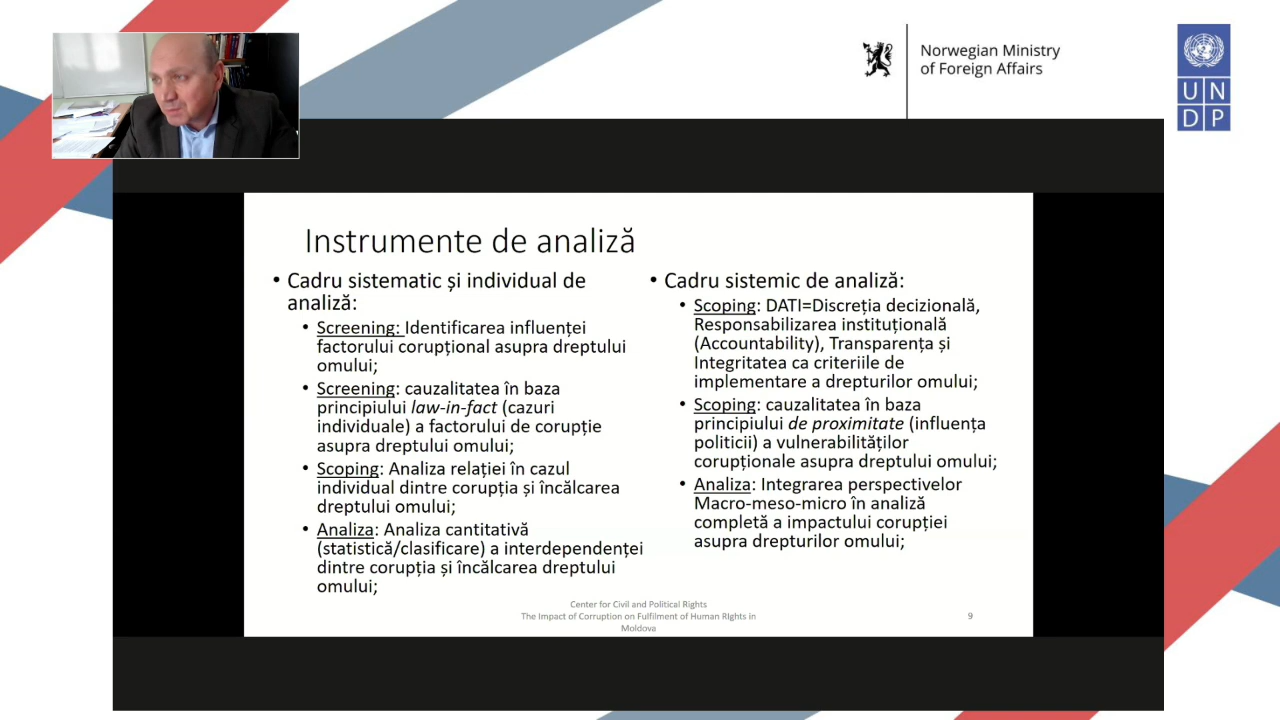 Norwegian Ministry
of Foreign Affairs
UN
DP
Instrumente de analiză
• Cadru sistematic și individual de
analiză:
• Screening: Identificarea influenței
factorului corupțional asupra dreptului
omului;
• Screening: cauzalitatea în baza
principiului law-in-fact (cazuri
individuale) a factorului de corupție
asupra dreptului omului;
• Scoping: Analiza relației în cazul
individual dintre corupția și încălcarea
dreptului omului;
• Analiza: Analiza cantitativă
(statistică/clasificare) a interdependenței
dintre corupția și încălcarea dreptului
omului;
• Cadru sistemic de analiză:
• Scoping: DATI=Discreția decizională,
Responsabilizarea instituțională
(Accountability), Transparența și
Integritatea ca criteriile de
implementare a drepturilor omului;
• Scoping: cauzalitatea în baza
principiului de proximitate (influența
politicii) a vulnerabilităților
corupționale asupra dreptului omului;
• Analiza: Integrarea perspectivelor
Macro-meso-micro în analiză
completă a impactului corupției
asupra drepturilor omului;
Center for Civil and Political Rights
The Impact of Corruption on Fulfilment of Human RIghts in
Moldova
9